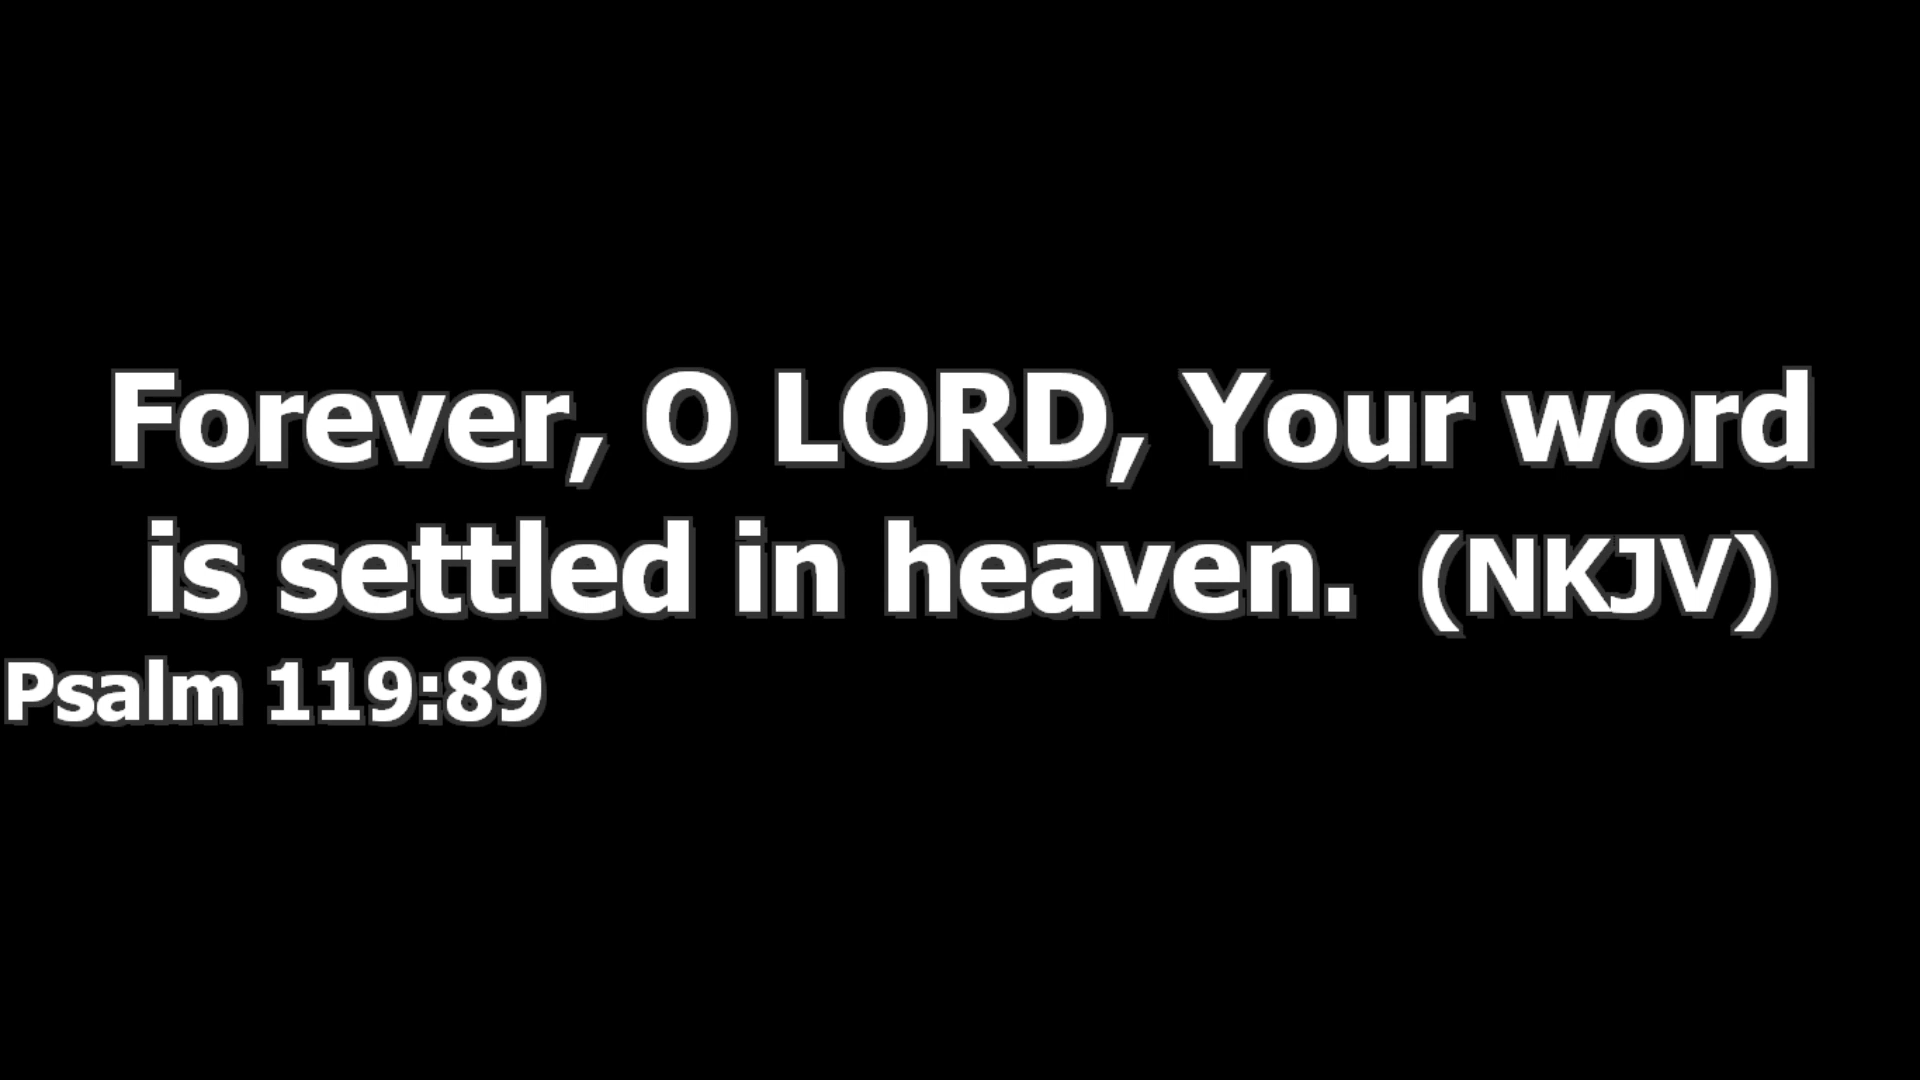 Forever, O LORD, Your word
is settled in heaven. (NKJV)
Psalm 119:89